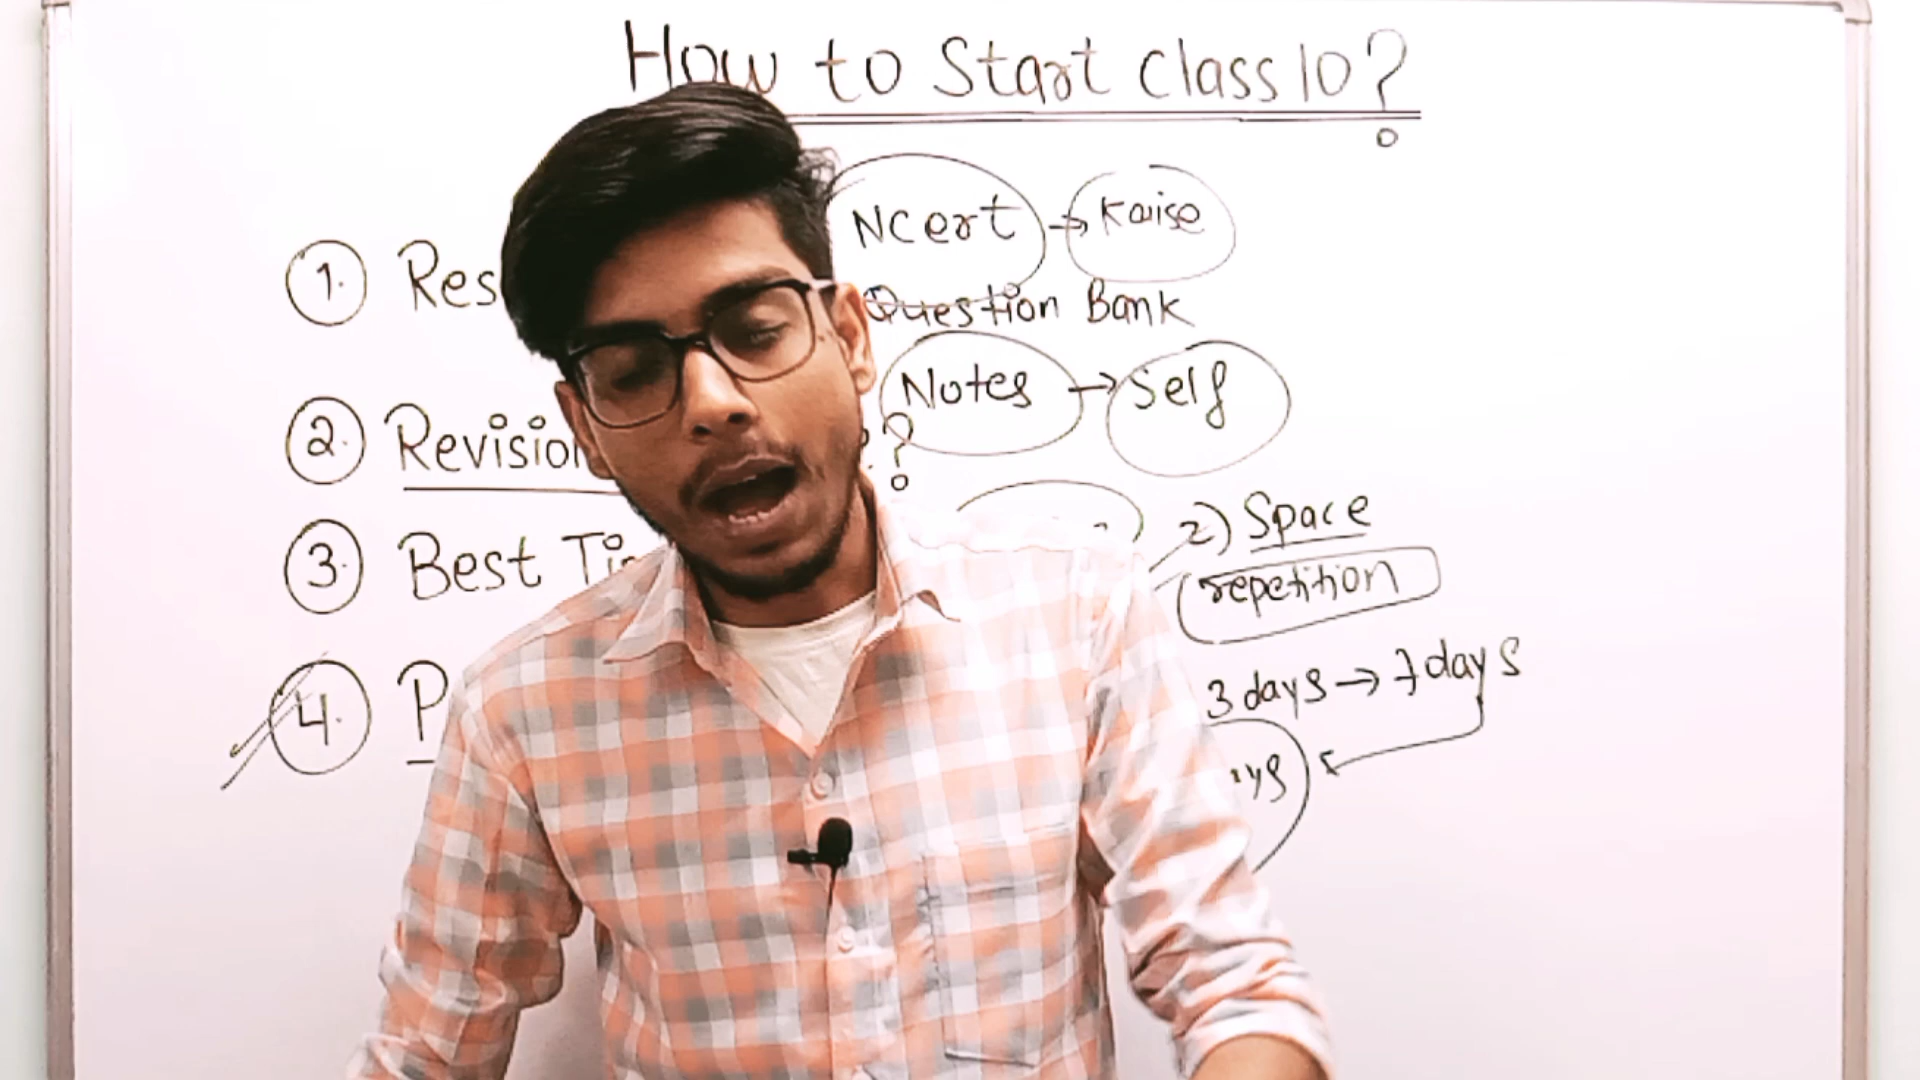 How to Start Class 10?
Ncert → Kaise
1. Res
Question Bank
Notes → Self
2. Revision ?
2) Space
repetition
3. Best Ti
3 days → 7 days
4. P